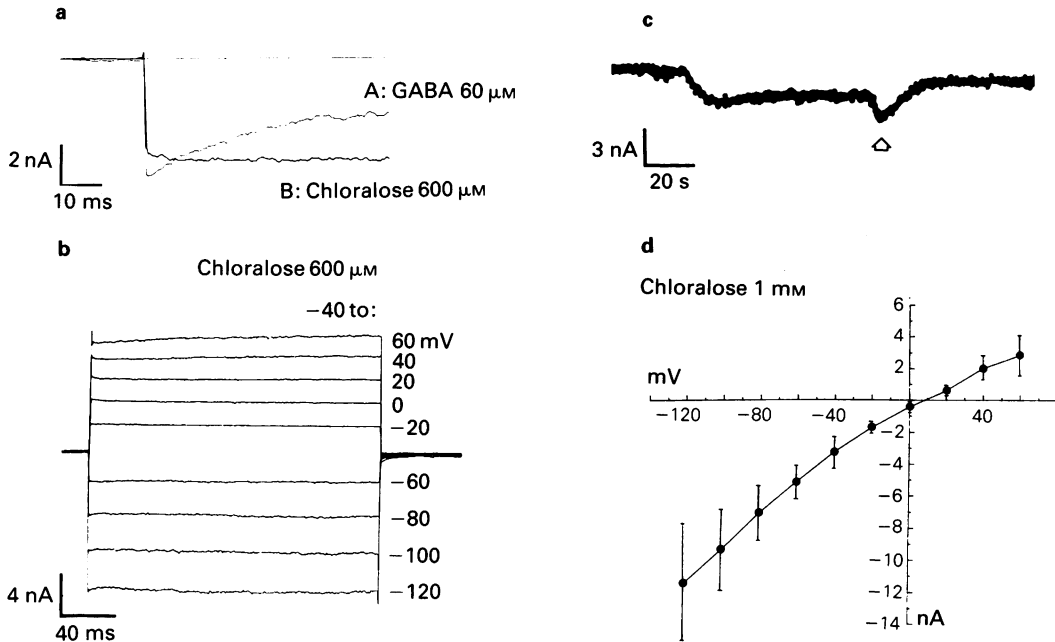 a
A: GABA 60 μM
2 nA
10 ms
B: Chloralose 600 μM
b
Chloralose 600 μM
−40 to:
60 mV
40
20
0
−20
−60
−80
−100
−120
4 nA
40 ms
c
3 nA
20 s
d
Chloralose 1 mM
6
4
2
mV
−120 −80 −40 0 40
−2
−4
−6
−8
−10
−12
−14 nA